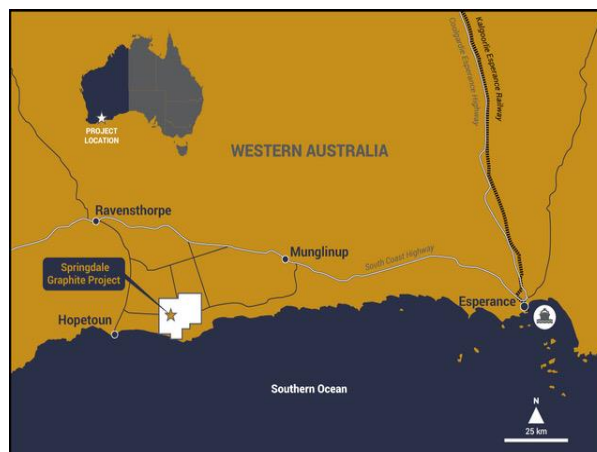 PROJECT
LOCATION
WESTERN AUSTRALIA
Coolgardie Esperance Highway
Kalgoorlie Esperance Railway
Ravensthorpe
Munglinup
South Coast Highway
Springdale
Graphite Project
Esperance
Hopetoun
Southern Ocean
N
25 km